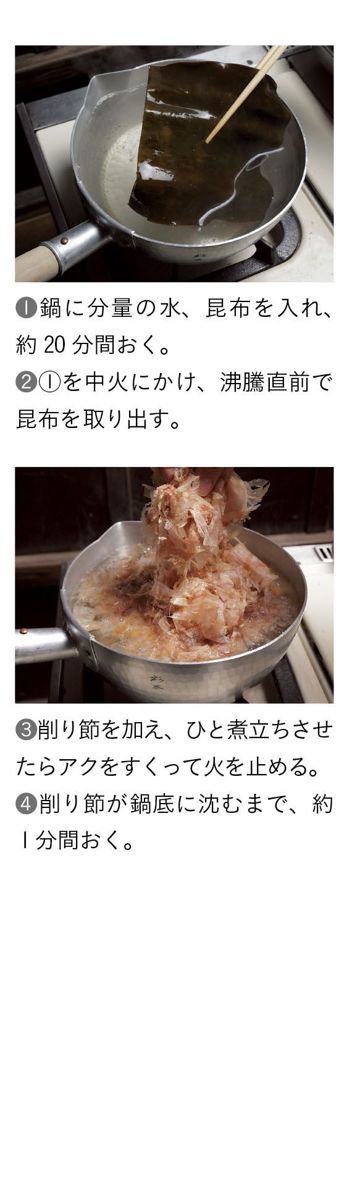 ❶鍋に分量の水、昆布を入れ、
約20分間おく。
❷①を中火にかけ、沸騰直前で
昆布を取り出す。
❸削り節を加え、ひと煮立ちさせ
たらアクをすくって火を止める。
❹削り節が鍋底に沈むまで、約
1分間おく。